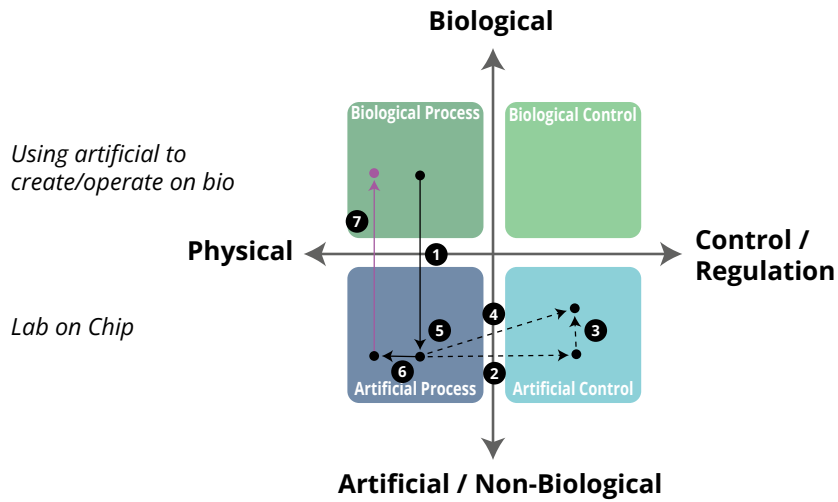 Biological
Biological Process
Biological Control
Using artificial to
create/operate on bio
7
Physical
1
Control /
Regulation
Lab on Chip
4
5
3
6
2
Artificial Process
Artificial Control
Artificial / Non-Biological